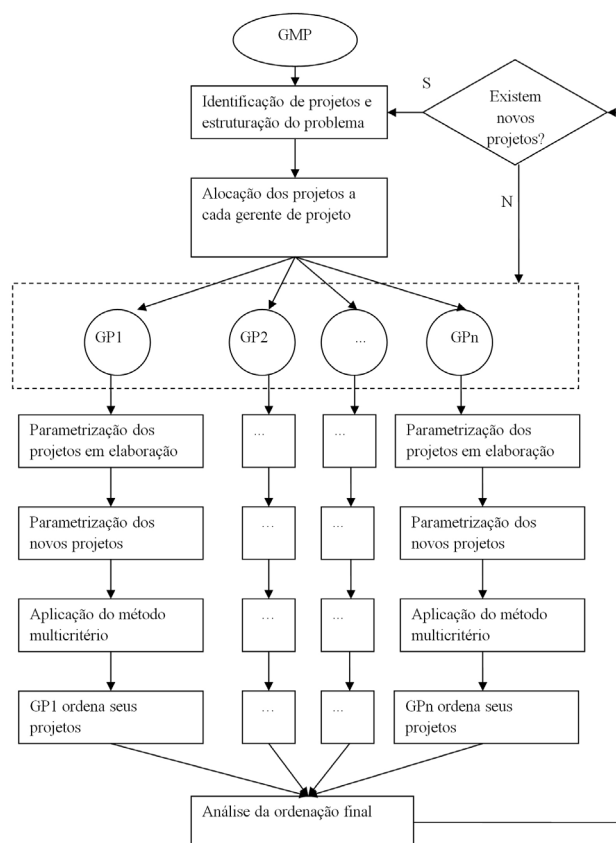 GMP
S
Identificação de projetos e
estruturação do problema
Existem
novos
projetos?
Alocação dos projetos a
cada gerente de projeto
N
GP1
GP2
...
GPn
Parametrização dos
projetos em elaboração
...
...
Parametrização dos
projetos em elaboração
Parametrização dos
novos projetos
...
...
Parametrização dos
novos projetos
Aplicação do método
multicritério
...
...
Aplicação do método
multicritério
GP1 ordena seus
projetos
...
...
GPn ordena seus
projetos
Análise da ordenação final